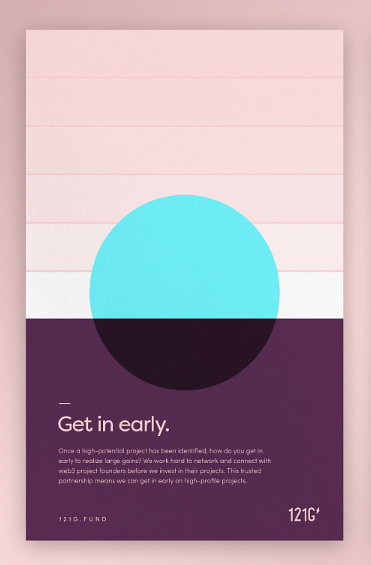 Get in early.
Once a high-potential project has been identified, how do you get in
early to realize large gains? We work hard to network and connect with
web3 project founders before we invest in their projects. This trusted
partnership means we can get in early on high-profile projects.
121G.FUND
121G